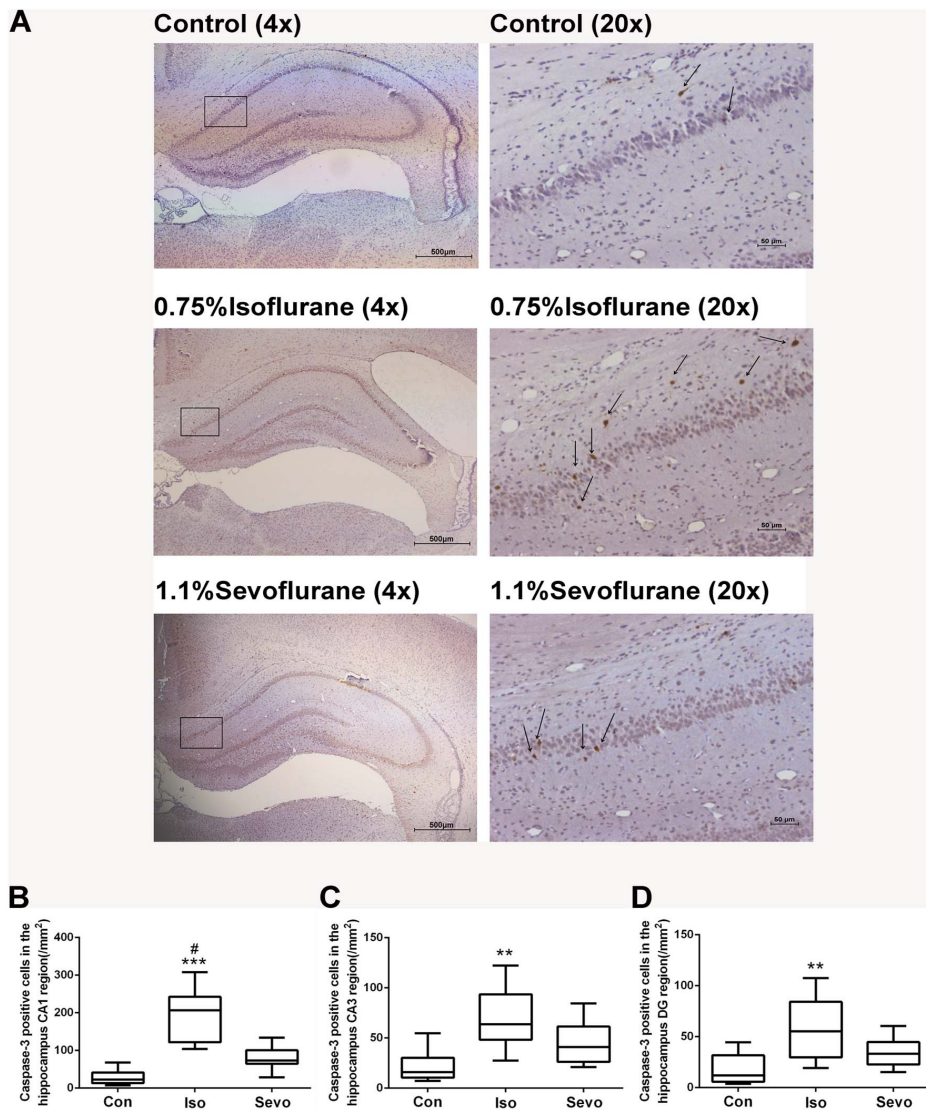 A
Control (4x)
Control (20x)
500μm
50 μm
0.75%Isoflurane (4x)
0.75%Isoflurane (20x)
500μm
50 μm
1.1%Sevoflurane (4x)
1.1%Sevoflurane (20x)
500μm
50 μm
B
Caspase-3 positive cells in the
hippocampus CA1 region(/mm²)
400
300
200
100
0
#
***
Con Iso Sevo
C
Caspase-3 positive cells in the
hippocampus CA3 region(/mm²)
150
100
50
0
**
Con Iso Sevo
D
Caspase-3 positive cells in the
hippocampus DG region(/mm²)
150
100
50
0
**
Con Iso Sevo